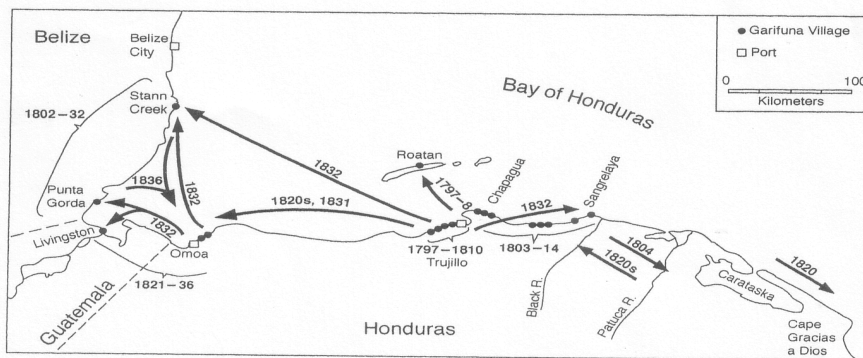 Belize
Belize
City
Garifuna Village
Port
0
100
Kilometers
Bay of Honduras
Stann
Creek
1802–32
1836
1832
1832
Punta
Gorda
Livingston
1832
Omoa
1821–36
Guatemala
1820s, 1831
Roatan
1797–8
Chapagua
1832
Sangrelaya
1797–1810
Trujillo
1803–14
1804
1820s
Black R.
Patuca R.
Carataska
1820
Cape
Gracias
a Dios
Honduras